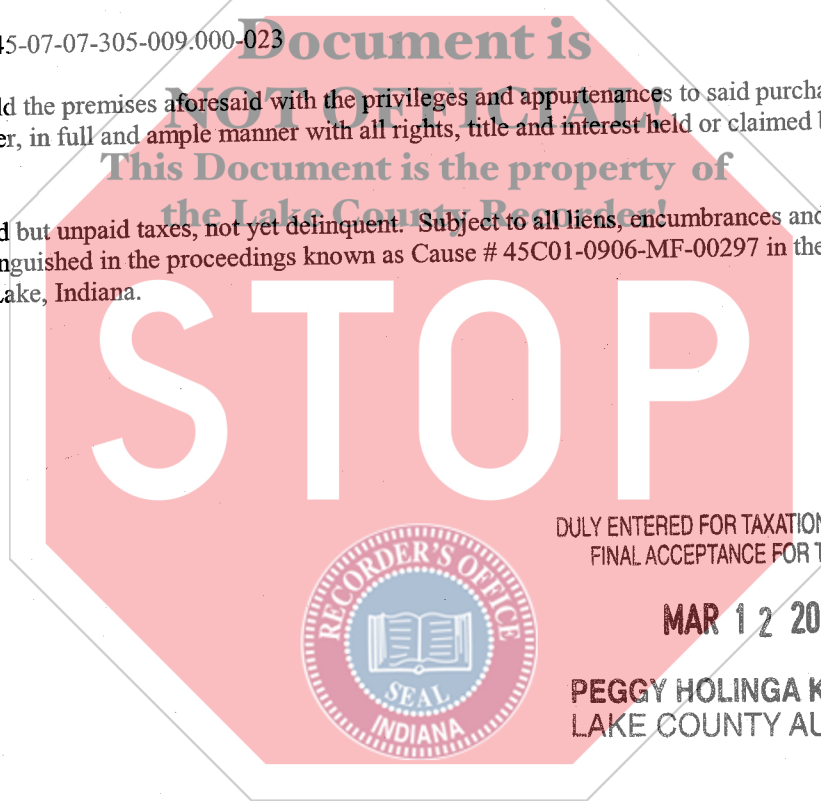 45-07-07-305-009.000-023
Document is
NOT OFFICIAL!
ld the premises aforesaid with the privileges and appurtenances to said purcha
er, in full and ample manner with all rights, title and interest held or claimed b
This Document is the property of
the Lake County Recorder!
d but unpaid taxes, not yet delinquent. Subject to all liens, encumbrances and
nguished in the proceedings known as Cause # 45C01-0906-MF-00297 in the
Lake, Indiana.
STOP
DULY ENTERED FOR TAXATION
FINAL ACCEPTANCE FOR T
MAR 12 20
PEGGY HOLINGA K
LAKE COUNTY AU
RECORDER'S OFFICE
SEAL
INDIANA